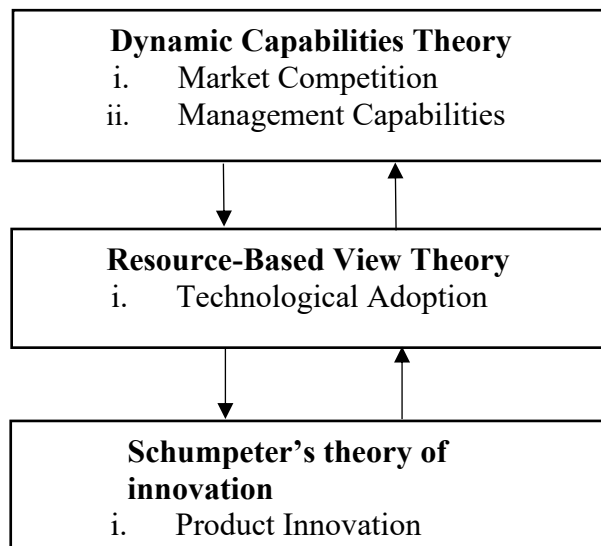 Dynamic Capabilities Theory
i. Market Competition
ii. Management Capabilities
Resource-Based View Theory
i. Technological Adoption
Schumpeter’s theory of
innovation
i. Product Innovation